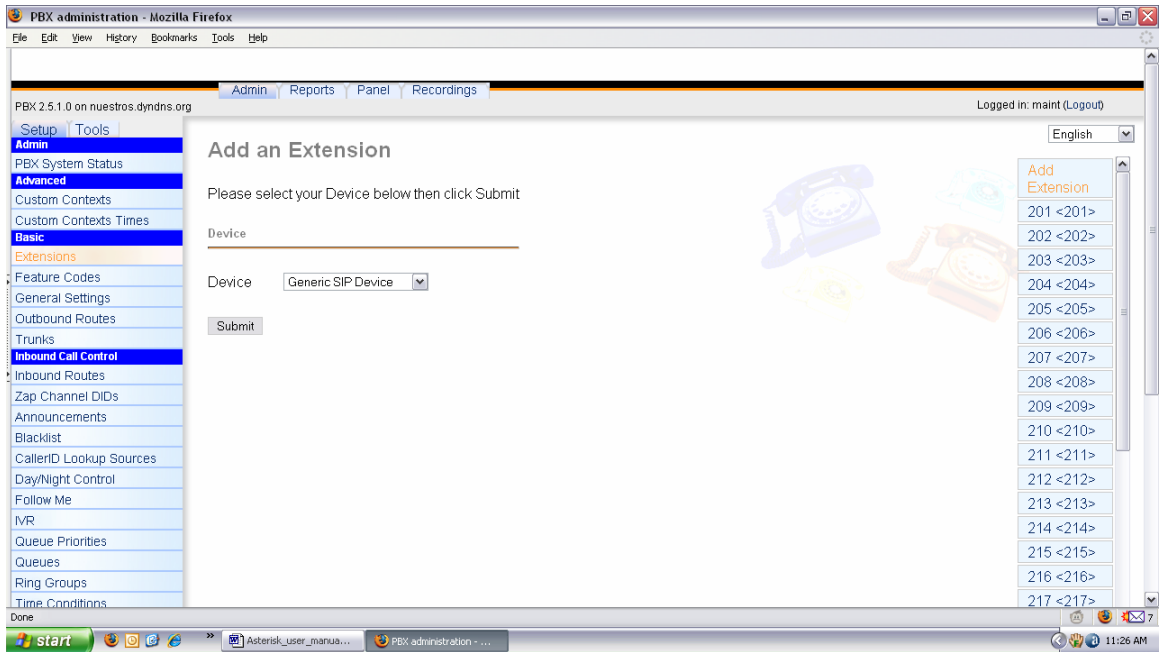 PBX administration - Mozilla Firefox
File Edit View History Bookmarks Tools Help
Admin Reports Panel Recordings
PBX 2.5.1.0 on nuestros.dyndns.org
Logged in: maint (Logout)
Setup Tools
English
Admin
PBX System Status
Advanced
Custom Contexts
Custom Contexts Times
Basic
Extensions
Feature Codes
General Settings
Outbound Routes
Trunks
Inbound Call Control
Inbound Routes
Zap Channel DIDs
Announcements
Blacklist
CallerID Lookup Sources
Day/Night Control
Follow Me
IVR
Queue Priorities
Queues
Ring Groups
Time Conditions
Add an Extension
Please select your Device below then click Submit
Device
Device Generic SIP Device
Submit
Add
Extension
201 <201>
202 <202>
203 <203>
204 <204>
205 <205>
206 <206>
207 <207>
208 <208>
209 <209>
210 <210>
211 <211>
212 <212>
213 <213>
214 <214>
215 <215>
216 <216>
217 <217>
Done
7
start
Asterisk_user_manua...
PBX administration - ...
11:26 AM